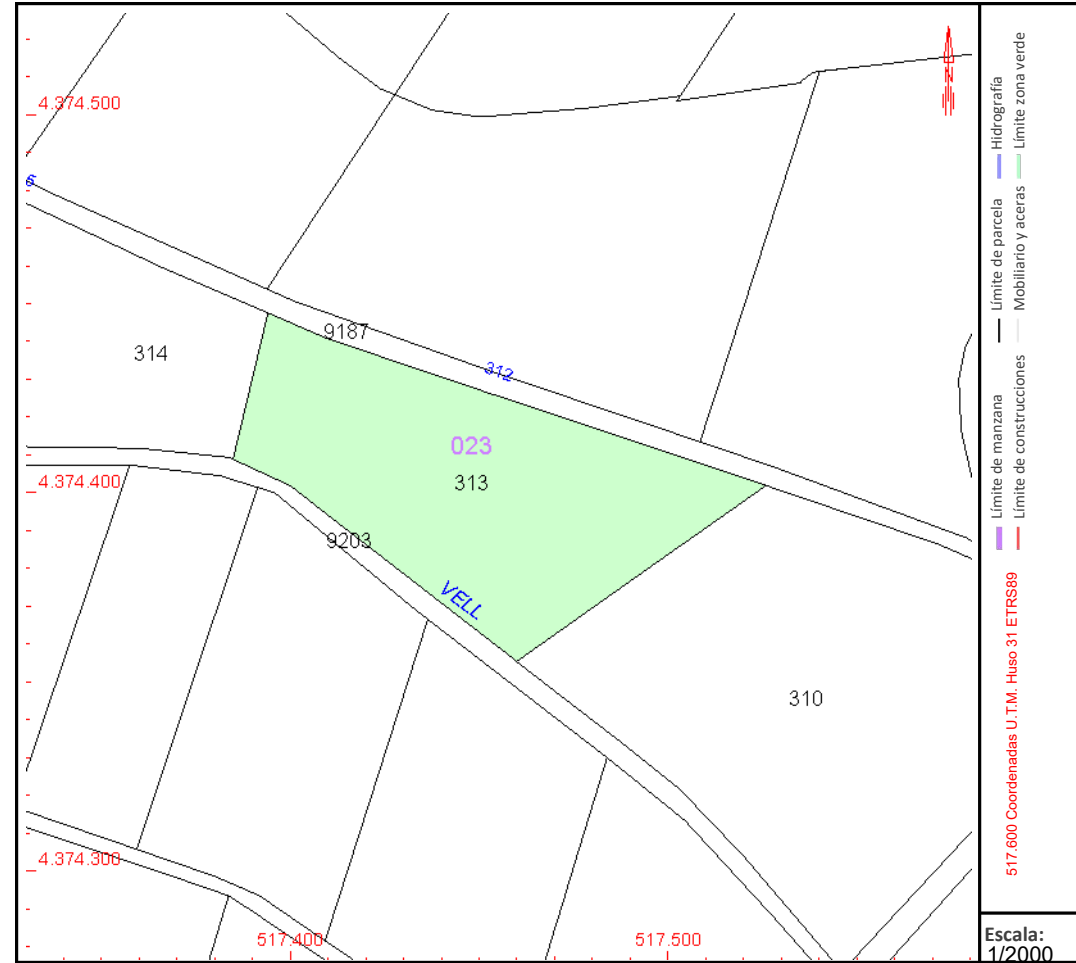 4.374.500
N
6
9187
314
312
023
313
4.374.400
9203
VELL
310
4.374.300
517.400
517.500
Límite de manzana
Límite de parcela
Hidrografía
Límite de construcciones
Mobiliario y aceras
Límite zona verde
517.600 Coordenadas U.T.M. Huso 31 ETRS89
Escala:
1/2000